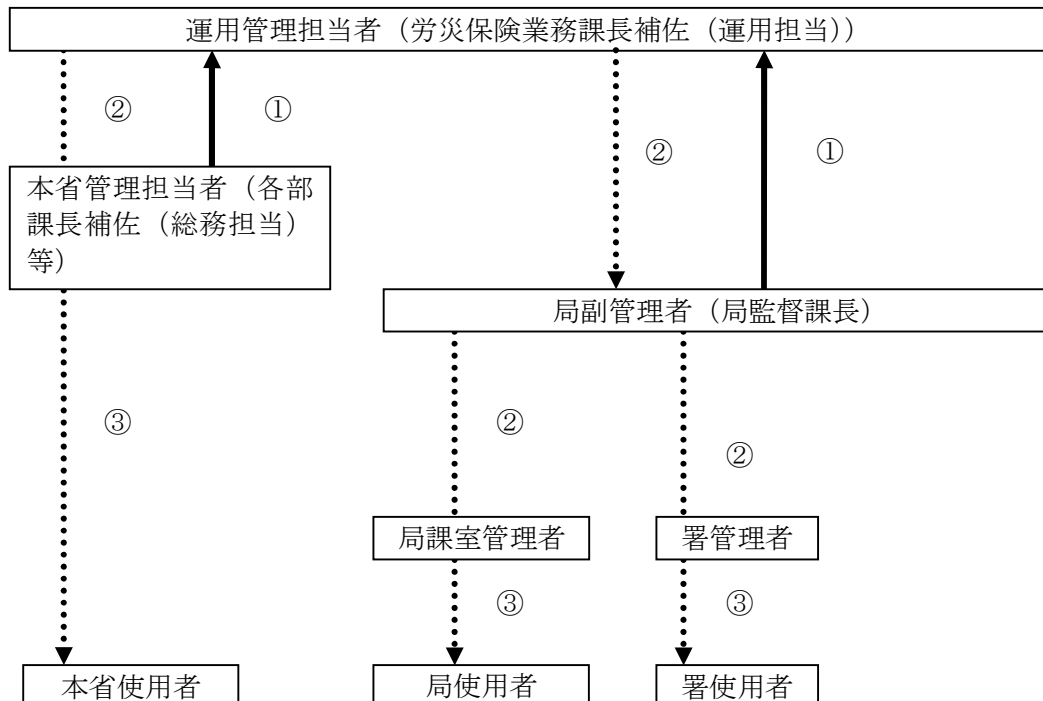 運用管理担当者（労災保険業務課長補佐（運用担当））
②
①
②
①
本省管理担当者（各部
課長補佐（総務担当）
等）
局副管理者（局監督課長）
③
②
②
局課室管理者
署管理者
③
③
本省使用者
局使用者
署使用者